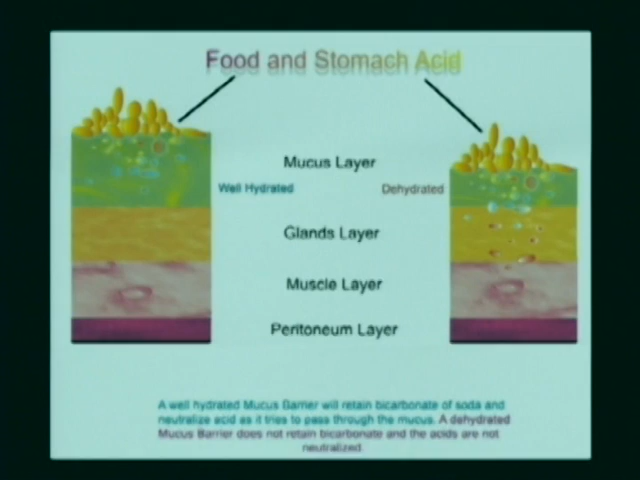 Food and Stomach Acid
Mucus Layer
Well Hydrated
Dehydrated
Glands Layer
Muscle Layer
Peritoneum Layer
A well hydrated Mucus Barrier will retain bicarbonate of soda and
neutralize acid as it tries to pass through the mucus. A dehydrated
Mucus Barrier does not retain bicarbonate and the acids are not
neutralized